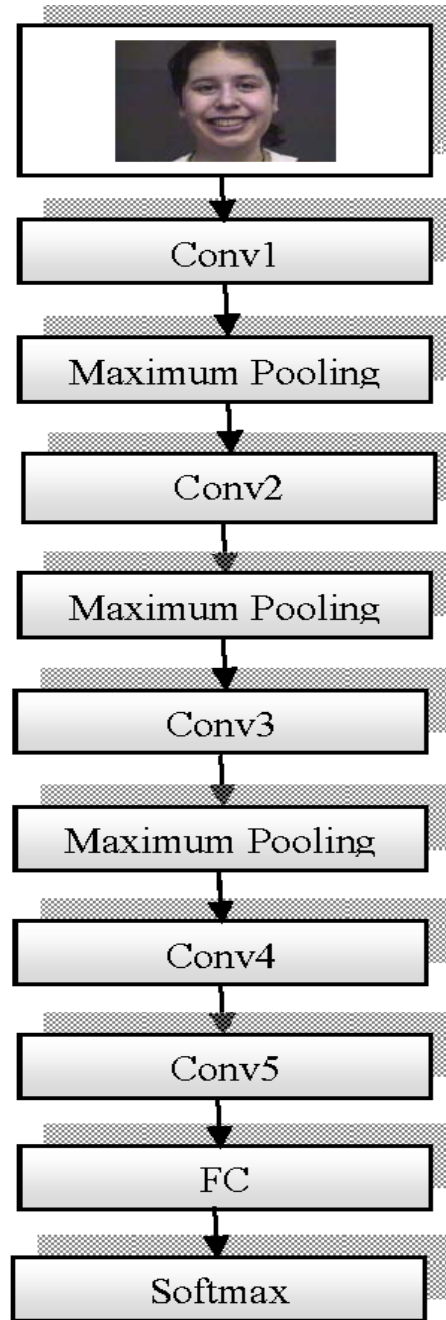 Conv1
Maximum Pooling
Conv2
Maximum Pooling
Conv3
Maximum Pooling
Conv4
Conv5
FC
Softmax